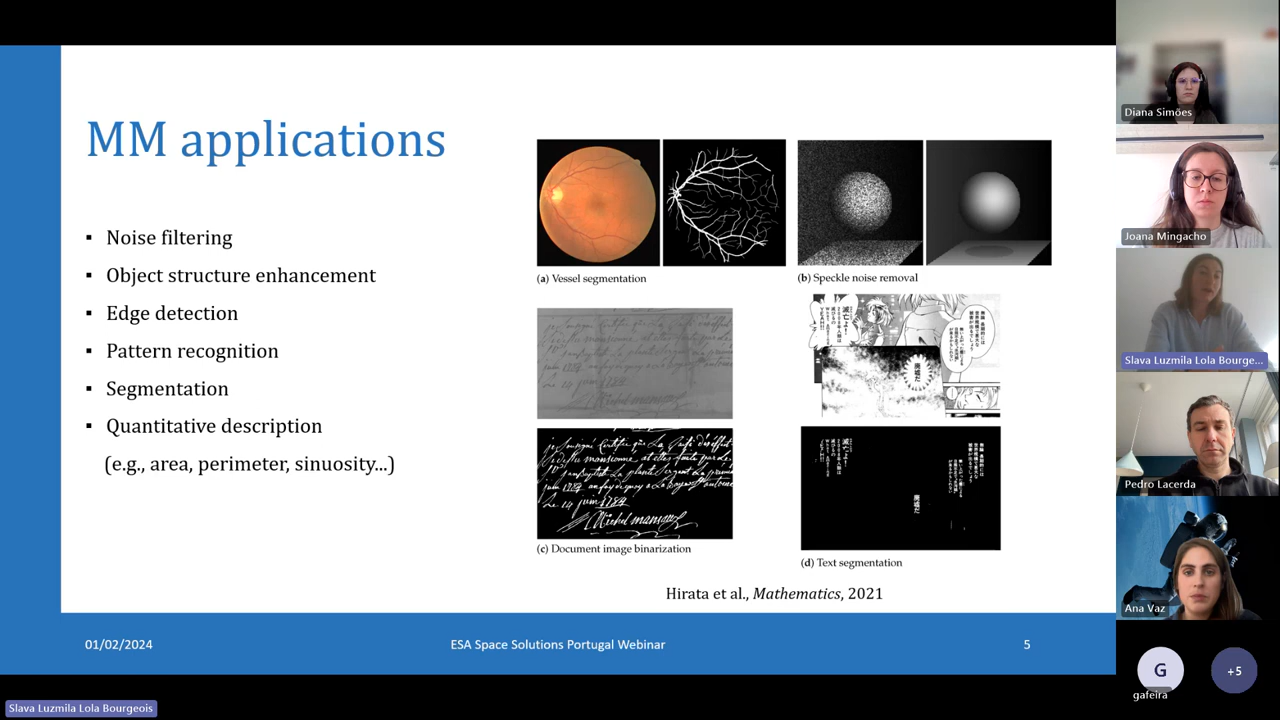 MM applications
▪ Noise filtering
▪ Object structure enhancement
▪ Edge detection
▪ Pattern recognition
▪ Segmentation
▪ Quantitative description
(e.g., area, perimeter, sinuosity...)
(a) Vessel segmentation
(b) Speckle noise removal
(c) Document image binarization
(d) Text segmentation
Hirata et al., Mathematics, 2021
01/02/2024
ESA Space Solutions Portugal Webinar
5
Diana Simões
Joana Mingacho
Slava Luzmila Lola Bourge...
Pedro Lacerda
Ana Vaz
G
gafeira
+5
Slava Luzmila Lola Bourgeois